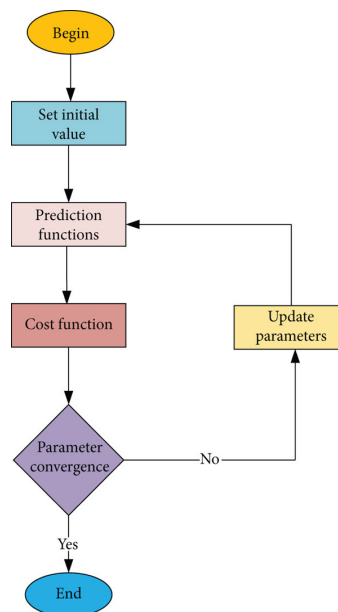 Begin
Set initial
value
Prediction
functions
Cost function
Update
parameters
Parameter
convergence
No
Yes
End